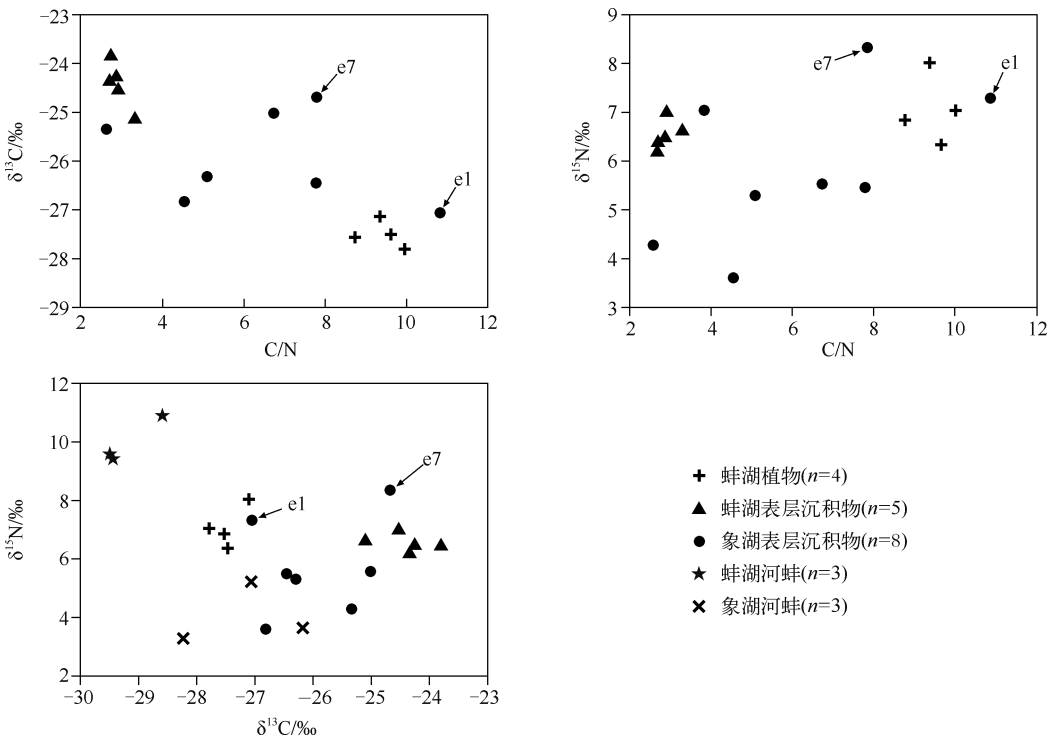 −23
−24
−25
−26
−27
−28
−29
δ¹³C/‰
e7
e1
2
4
6
8
10
12
C/N
9
8
7
6
5
4
3
δ¹⁵N/‰
e7
e1
2
4
6
8
10
12
C/N
12
10
8
6
4
2
δ¹⁵N/‰
e7
e1
−30
−29
−28
−27
−26
−25
−24
−23
δ¹³C/‰
蚌湖植物(n=4)
蚌湖表层沉积物(n=5)
象湖表层沉积物(n=8)
蚌湖河蚌(n=3)
象湖河蚌(n=3)